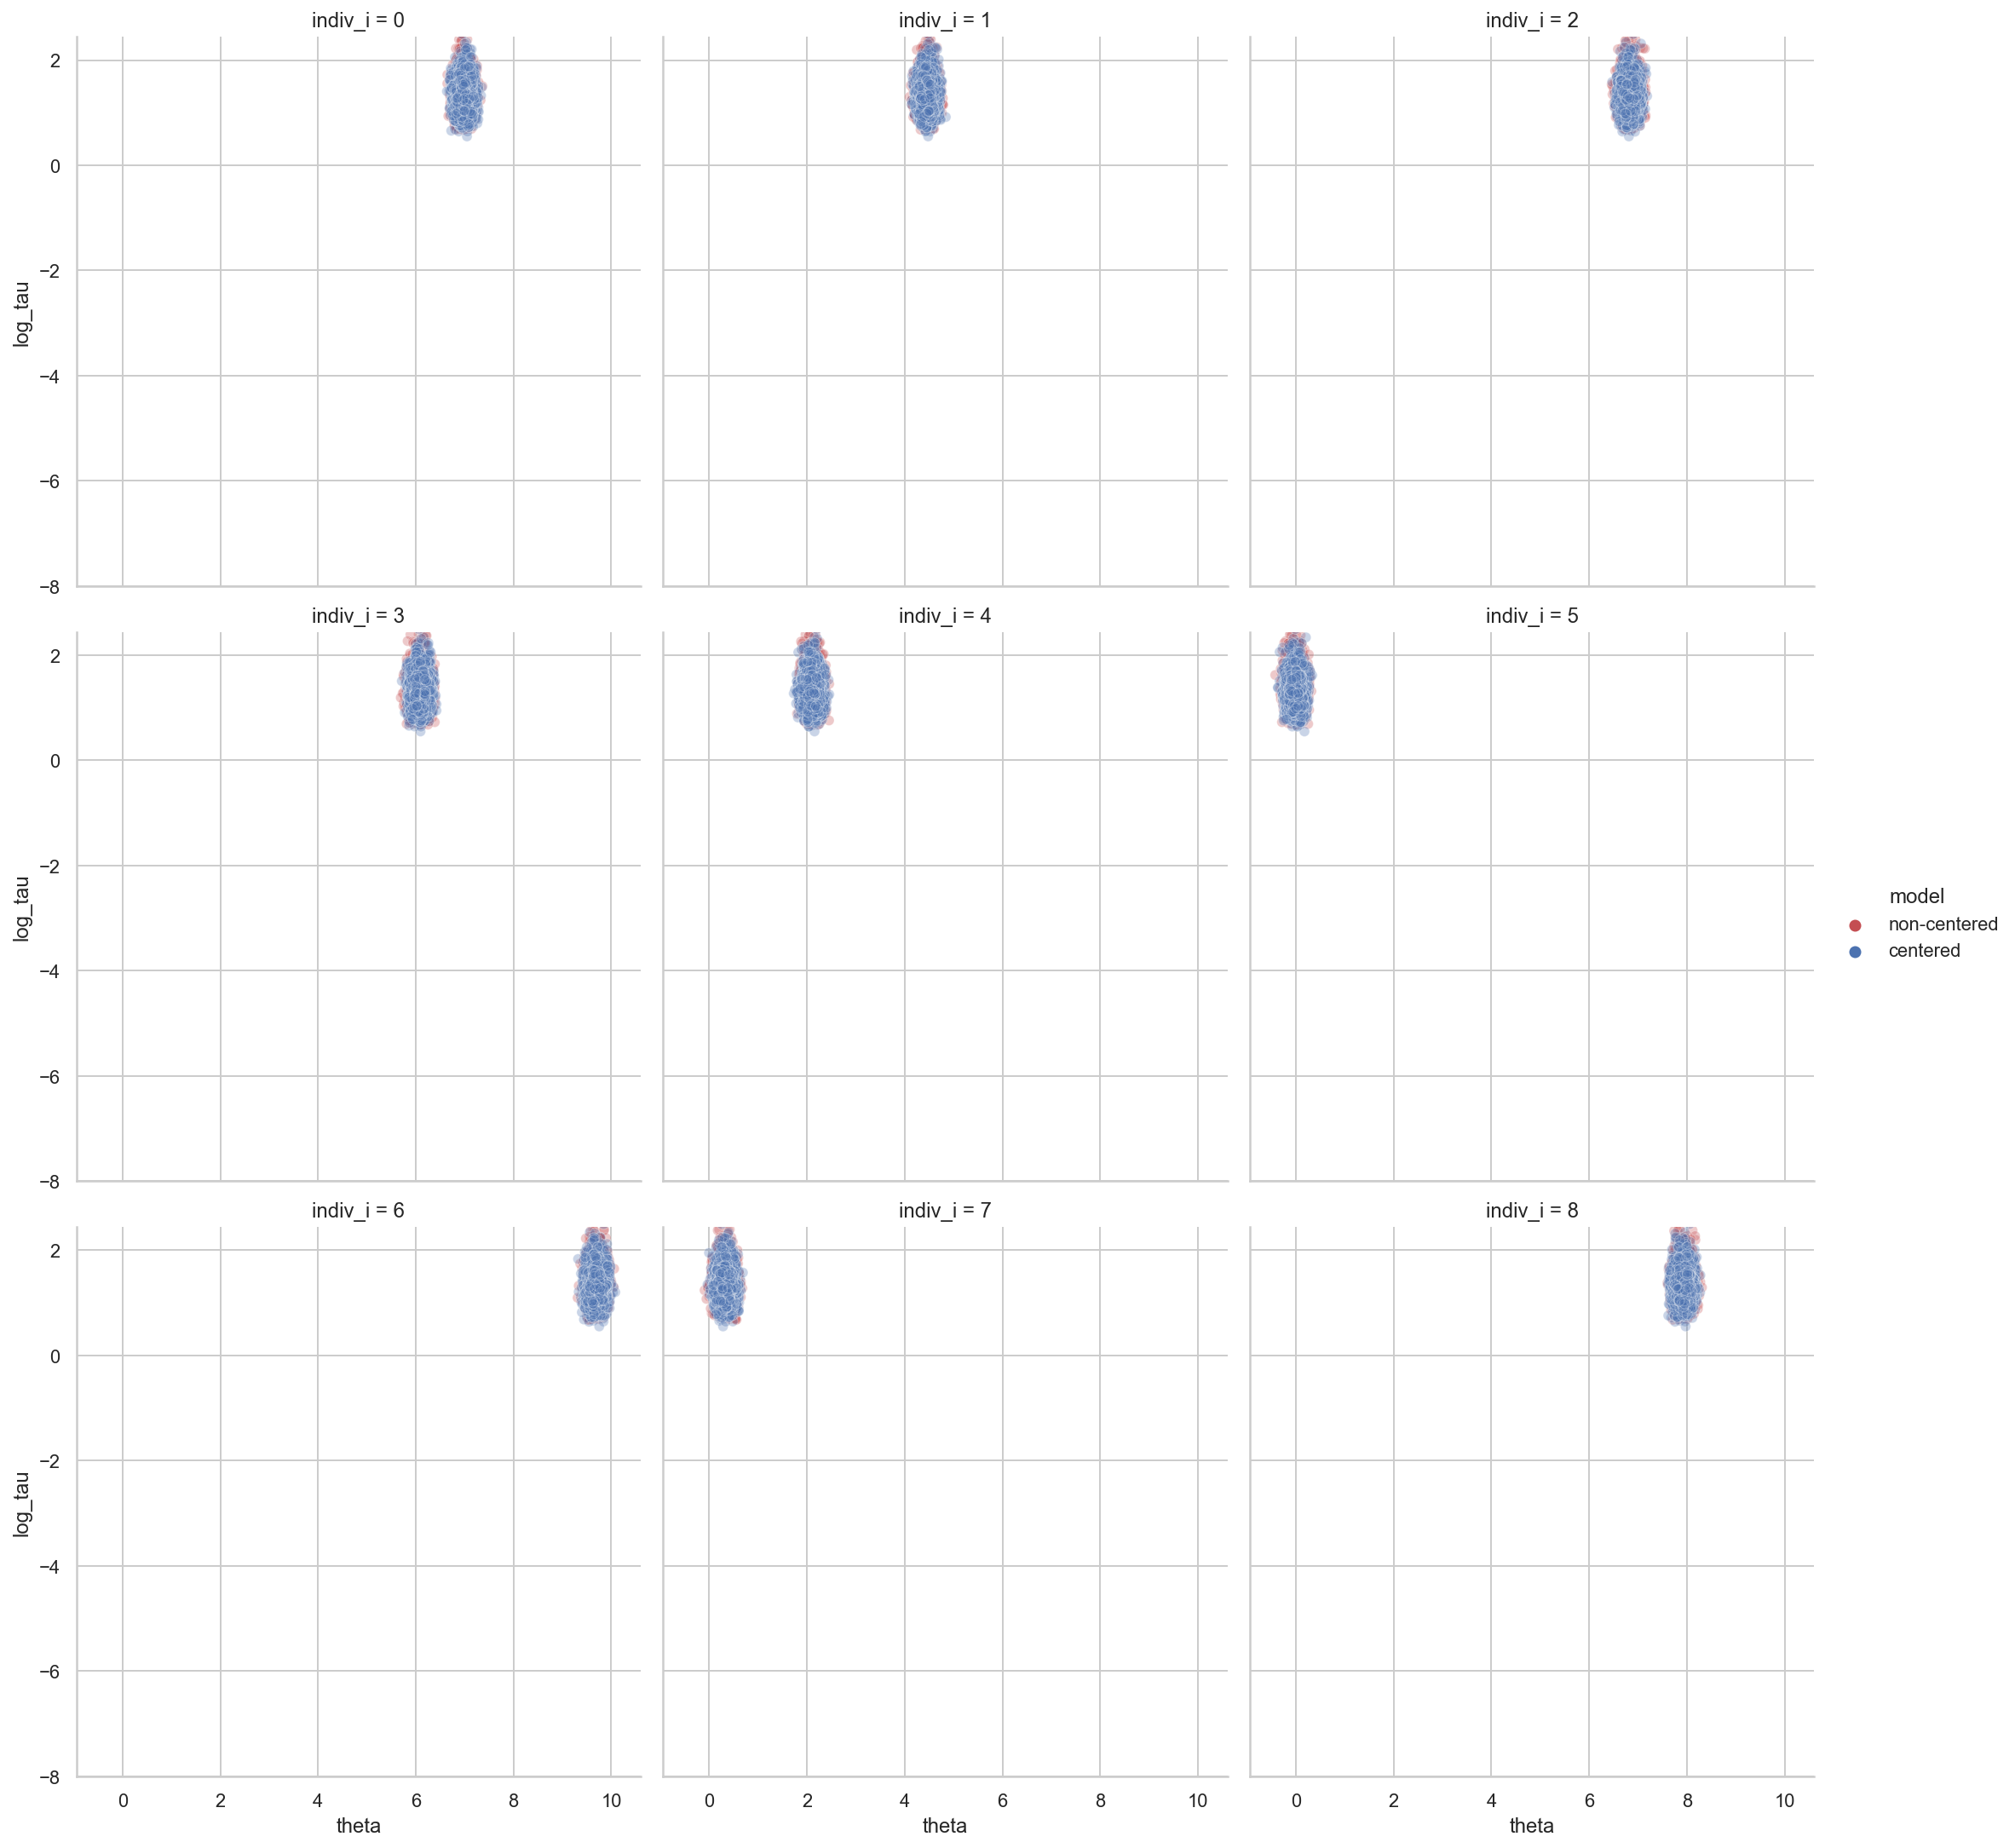 indiv_i = 0
indiv_i = 1
indiv_i = 2
2
0
−2
−4
−6
−8
log_tau
indiv_i = 3
indiv_i = 4
indiv_i = 5
2
0
−2
−4
−6
−8
log_tau
model
non-centered
centered
indiv_i = 6
indiv_i = 7
indiv_i = 8
2
0
−2
−4
−6
−8
log_tau
0 2 4 6 8 10
0 2 4 6 8 10
0 2 4 6 8 10
theta
theta
theta